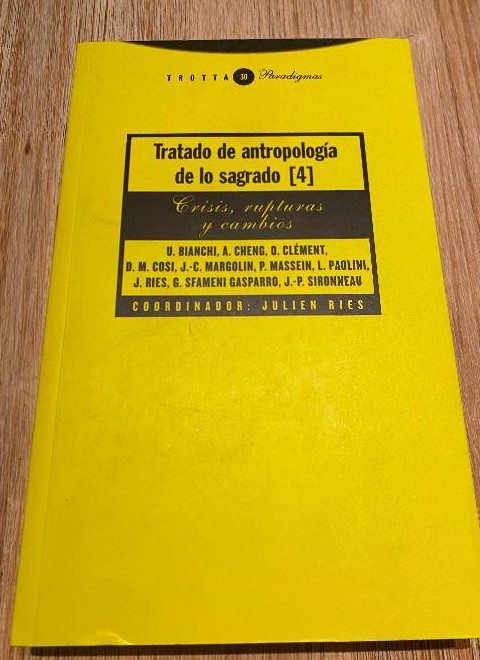 TROTTA 30 Paradigmas
Tratado de antropología
de lo sagrado [4]
Crisis, rupturas
y cambios
U. BIANCHI, A. CHENG, O. CLÉMENT,
D. M. COSI, J.-C. MARGOLIN, P. MASSEIN, L. PAOLINI,
J. RIES, G. SFAMENI GASPARRO, J.-P. SIRONNEAU
COORDINADOR: JULIEN RIES